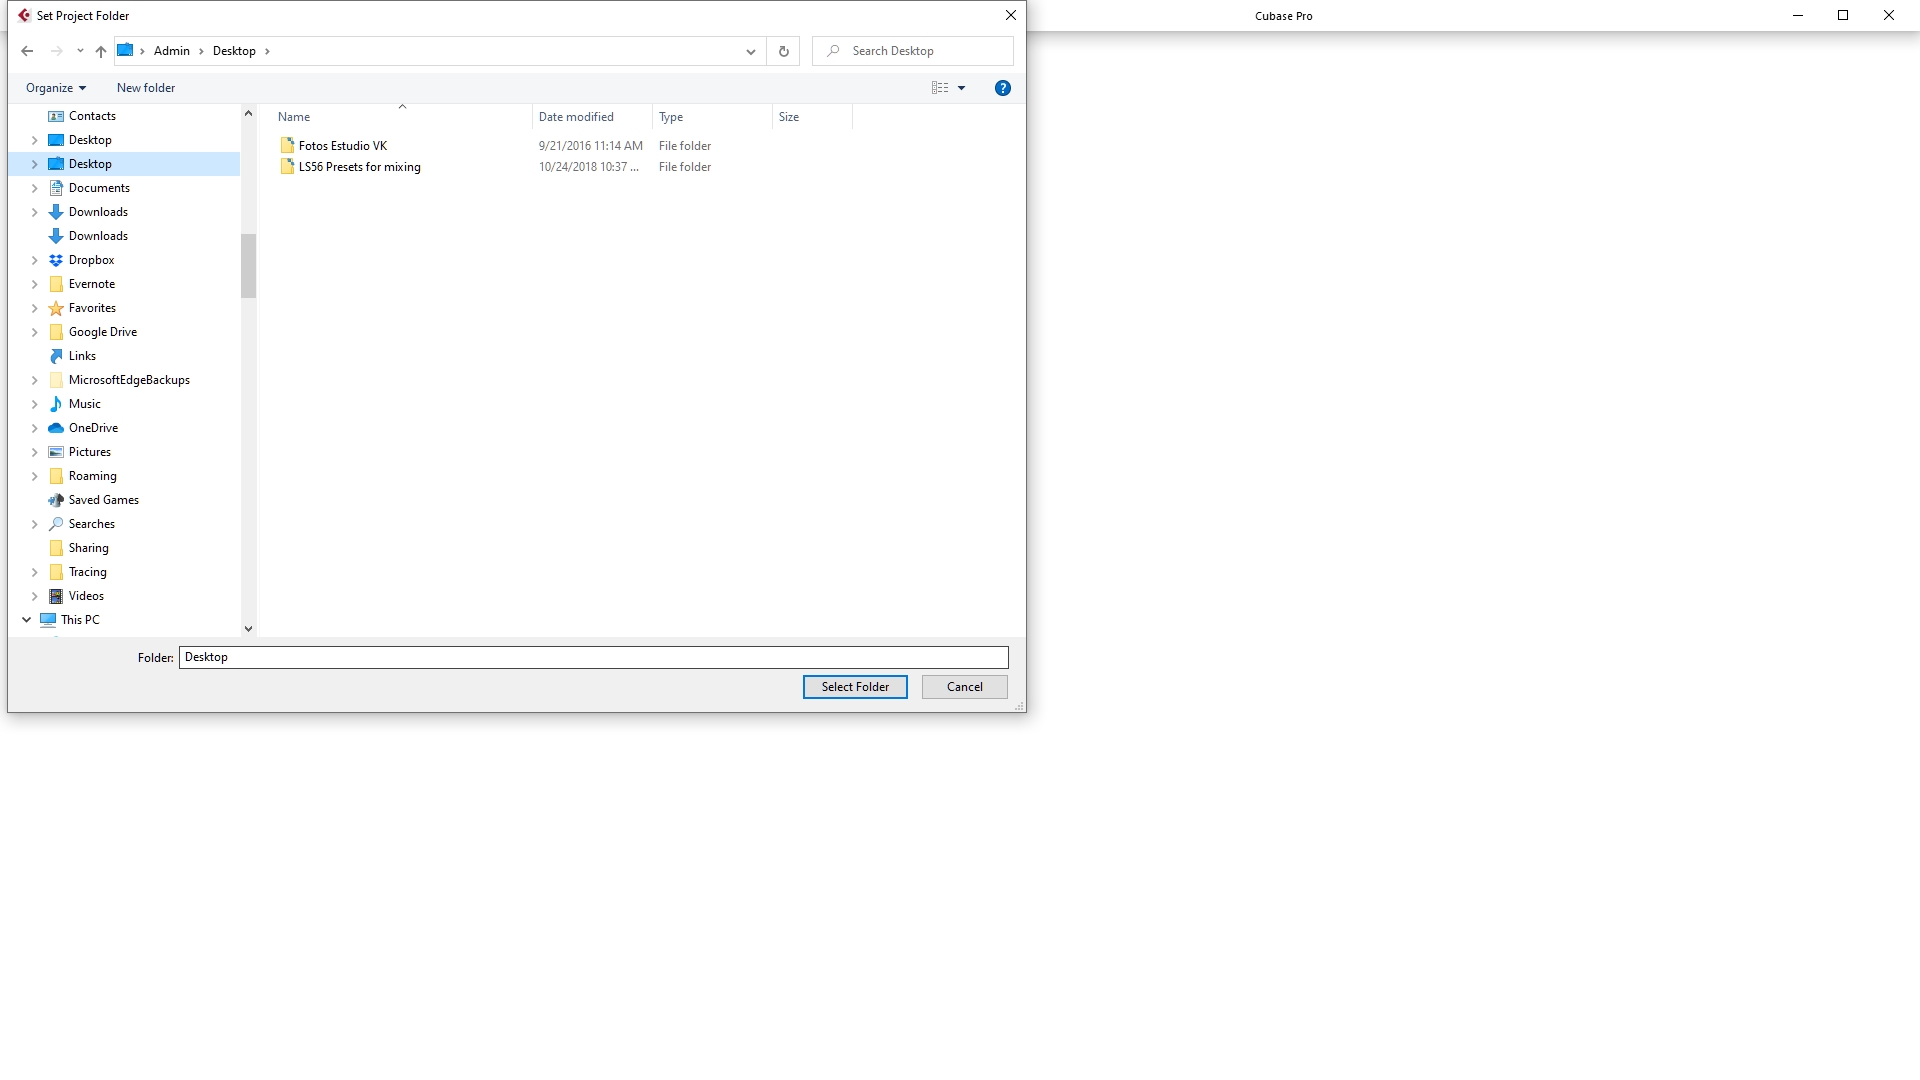 Set Project Folder
Cubase Pro
Admin
Desktop
Search Desktop
Organize
New folder
?
Name
Date modified
Type
Size
Fotos Estudio VK
9/21/2016 11:14 AM
File folder
LS56 Presets for mixing
10/24/2018 10:37 ...
File folder
Contacts
Desktop
Desktop
Documents
Downloads
Downloads
Dropbox
Evernote
Favorites
Google Drive
Links
MicrosoftEdgeBackups
Music
OneDrive
Pictures
Roaming
Saved Games
Searches
Sharing
Tracing
Videos
This PC
Folder:
Desktop
Select Folder
Cancel